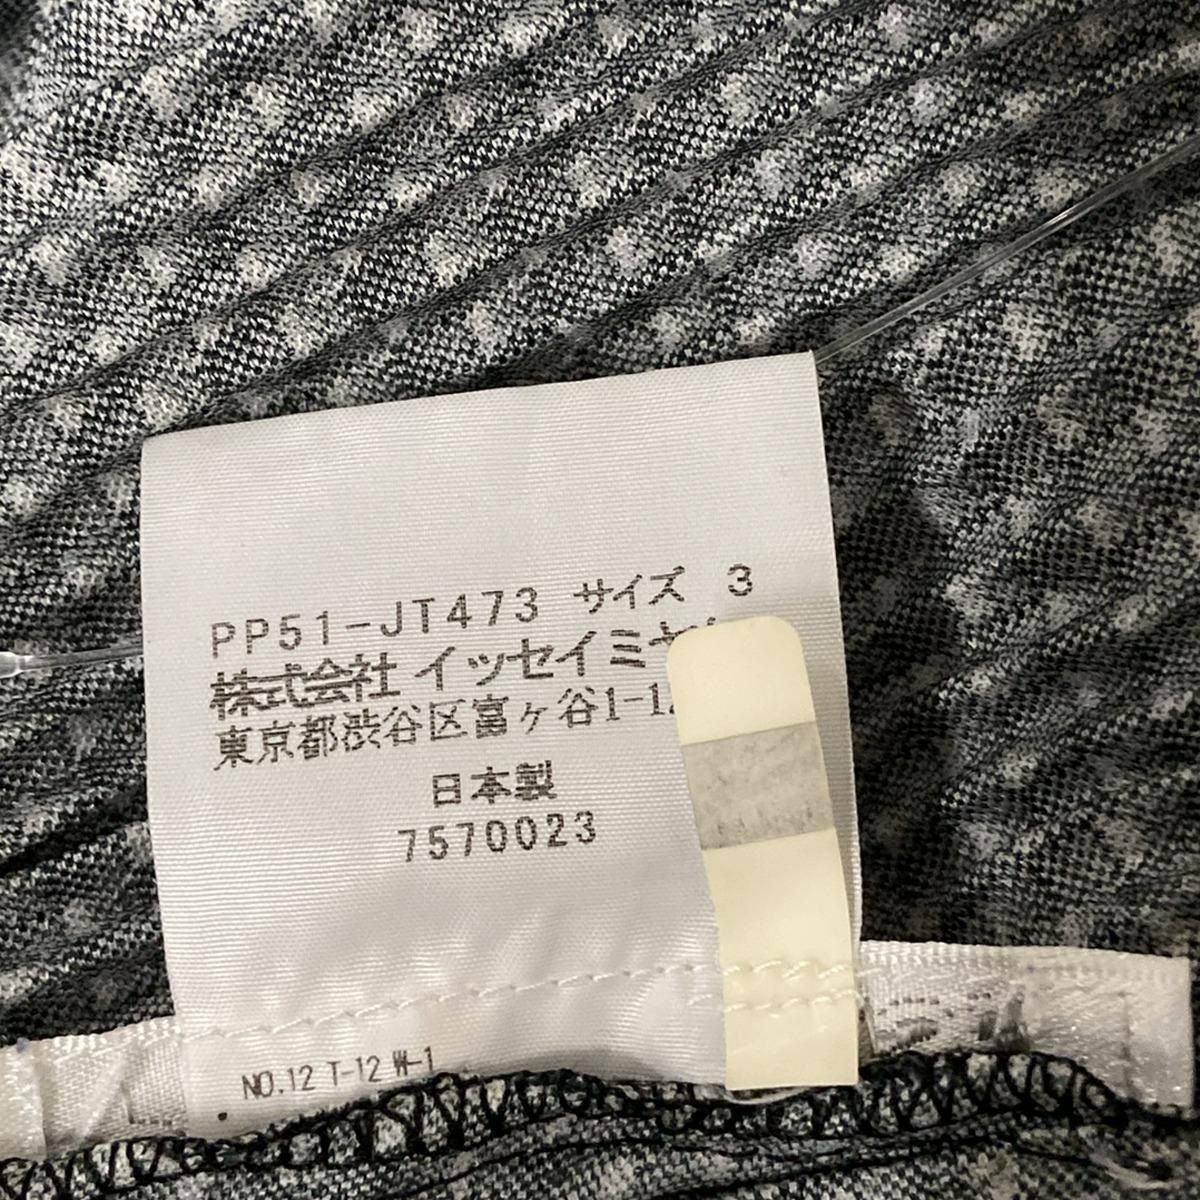 PP51-JT473 サイズ 3
株式会社 イッセイミヤ
東京都渋谷区富ヶ谷1-1
日本製
7570023
NO.12 T-12 W-1